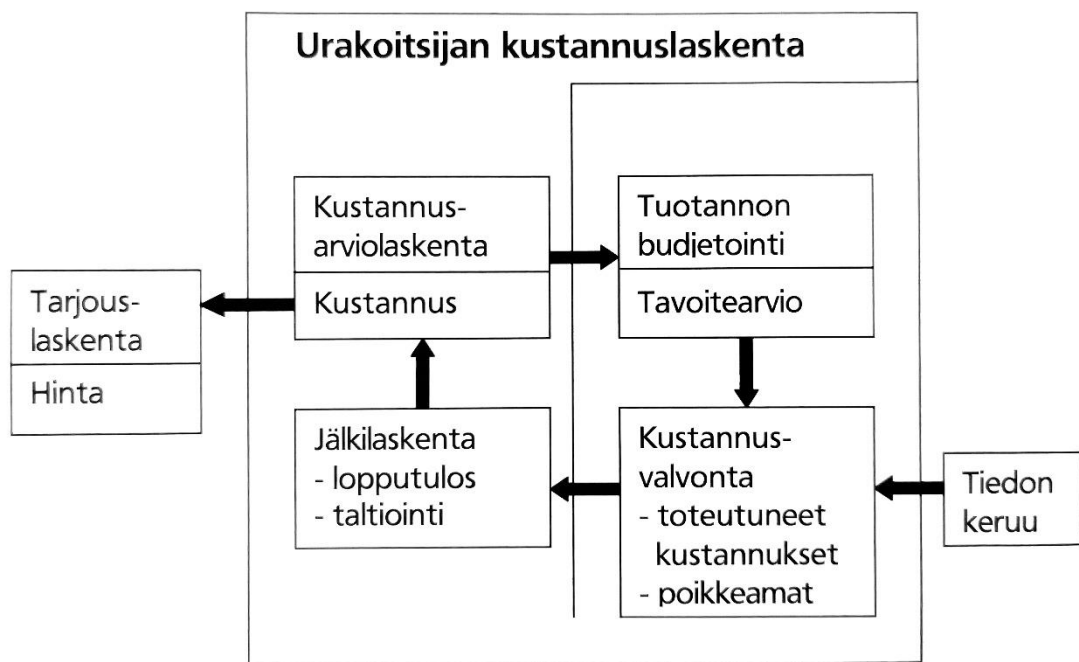 Urakoitsijan kustannuslaskenta
Kustannus-
arviolaskenta
Kustannus
Tuotannon
budjetointi
Tavoitearvio
Tarjous-
laskenta
Hinta
Jälkilaskenta
- lopputulos
- taltiointi
Kustannus-
valvonta
- toteutuneet
kustannukset
- poikkeamat
Tiedon
keruu